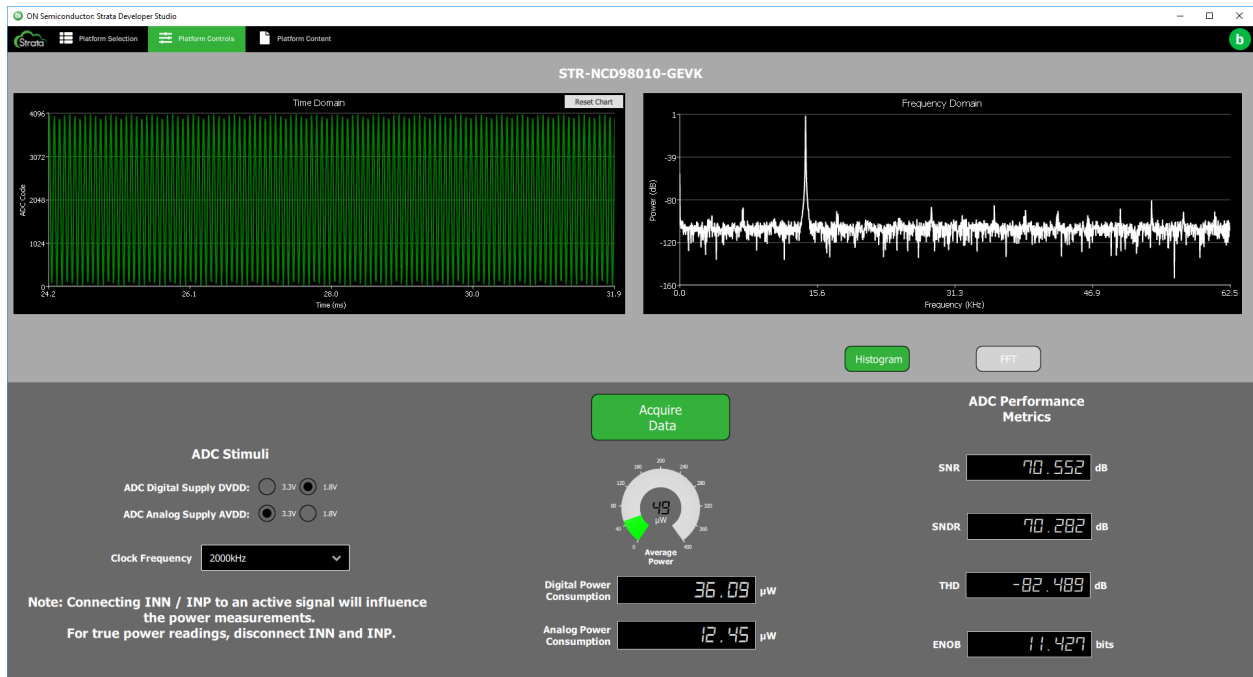 ON Semiconductor: Strata Developer Studio
Strata
Platform Selection
Platform Controls
Platform Content
b
STR-NCD98010-GEVK
Time Domain
Reset Chart
4096
3072
2048
1024
0
ADC Code
24.2 26.1 28.0 30.0 31.9
Time (ms)
Frequency Domain
1
-39
-80
-120
-160
Power (dB)
0.0 15.6 31.3 46.9 62.5
Frequency (KHz)
Histogram
FFT
ADC Stimuli
ADC Digital Supply DVDD: 3.3V 1.8V
ADC Analog Supply AVDD: 3.3V 1.8V
Clock Frequency 2000kHz
Note: Connecting INN / INP to an active signal will influence
the power measurements.
For true power readings, disconnect INN and INP.
Acquire
Data
0 40 80 120 160 200 240 280 320 360 400
49
µW
Average
Power
Digital Power
Consumption
36.09 µW
Analog Power
Consumption
12.45 µW
ADC Performance
Metrics
SNR 70.552 dB
SNDR 70.282 dB
THD -82.489 dB
ENOB 11.427 bits